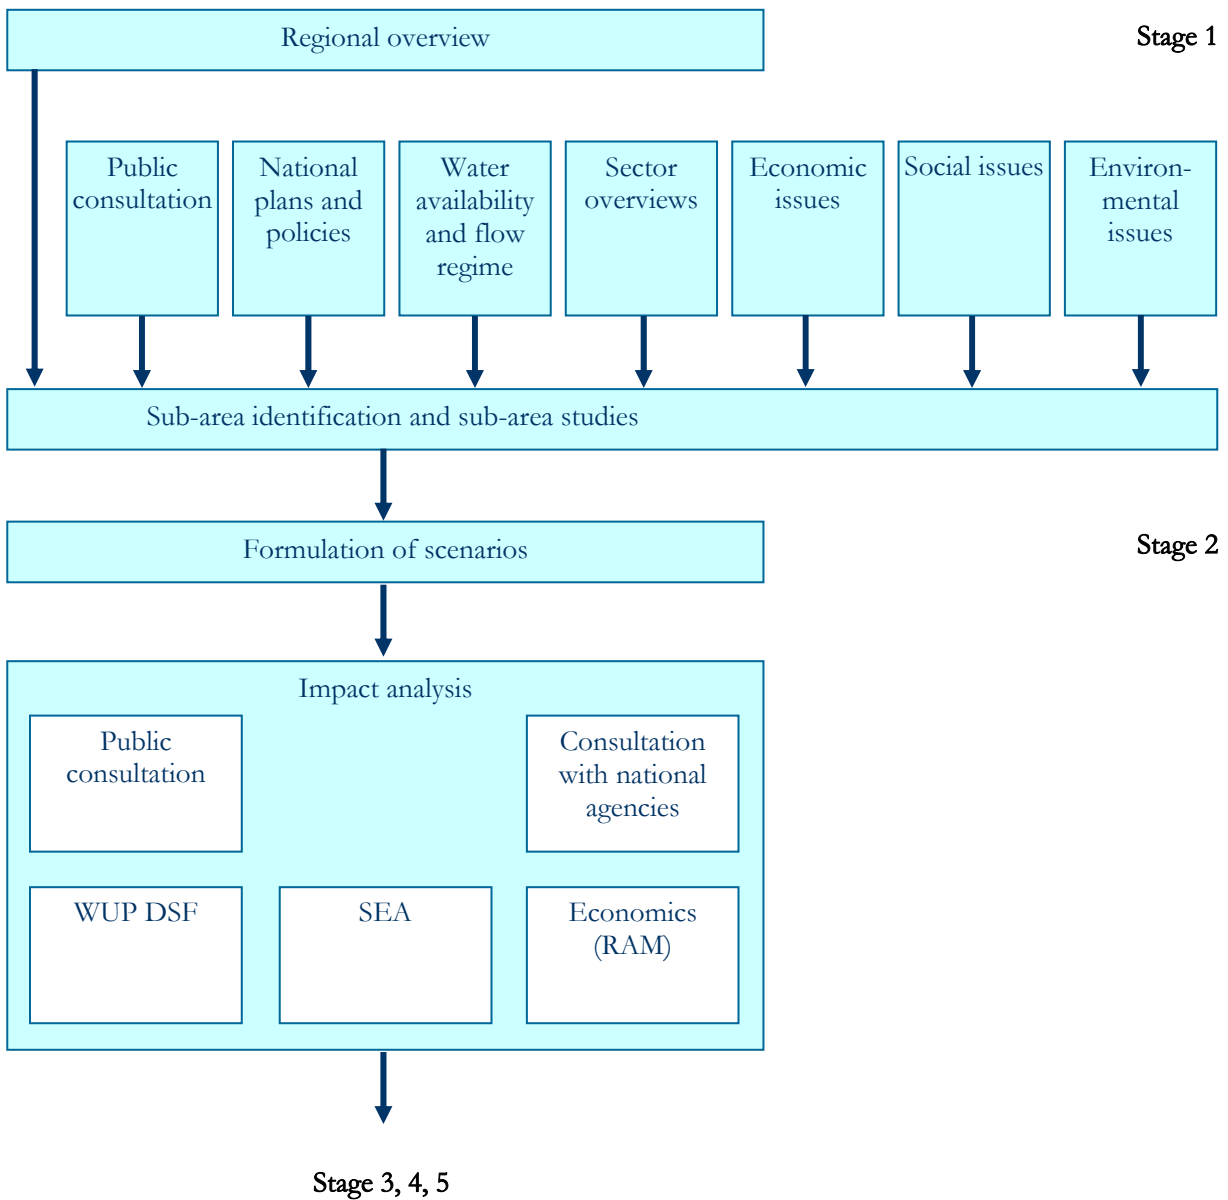 Regional overview
Stage 1
Public
consultation
National
plans and
policies
Water
availability
and flow
regime
Sector
overviews
Economic
issues
Social issues
Environ-
mental
issues
Sub-area identification and sub-area studies
Formulation of scenarios
Stage 2
Impact analysis
Public
consultation
Consultation
with national
agencies
WUP DSF
SEA
Economics
(RAM)
Stage 3, 4, 5